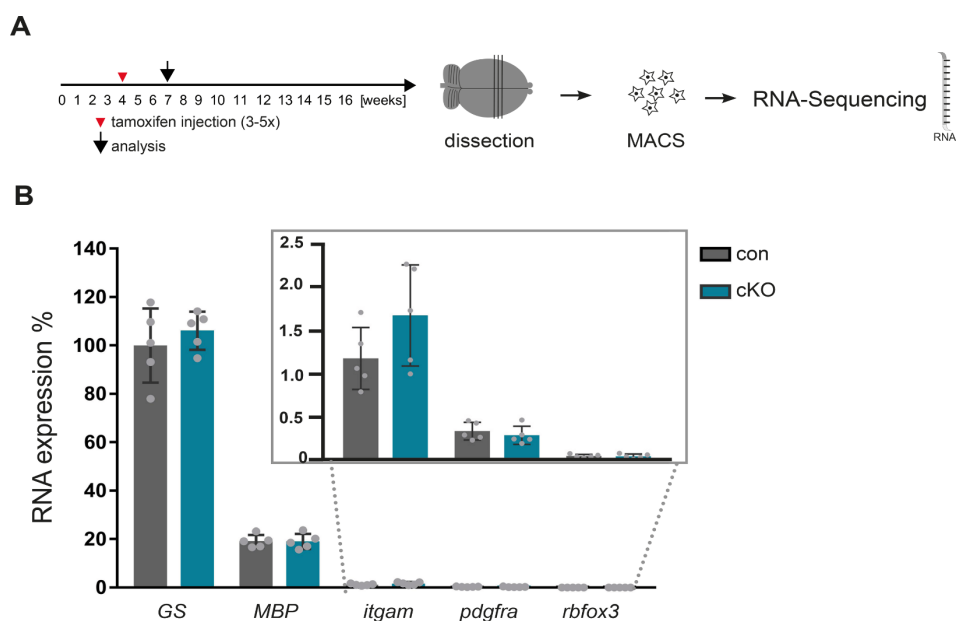 A
0 1 2 3 4 5 6 7 8 9 10 11 12 13 14 15 16 [weeks]
tamoxifen injection (3-5x)
analysis
dissection
MACS
RNA-Sequencing
RNA
B
RNA expression %
140
120
100
80
60
40
20
0
2.5
2.0
1.5
1.0
0.5
0
con
cKO
GS MBP itgam pdgfra rbfox3